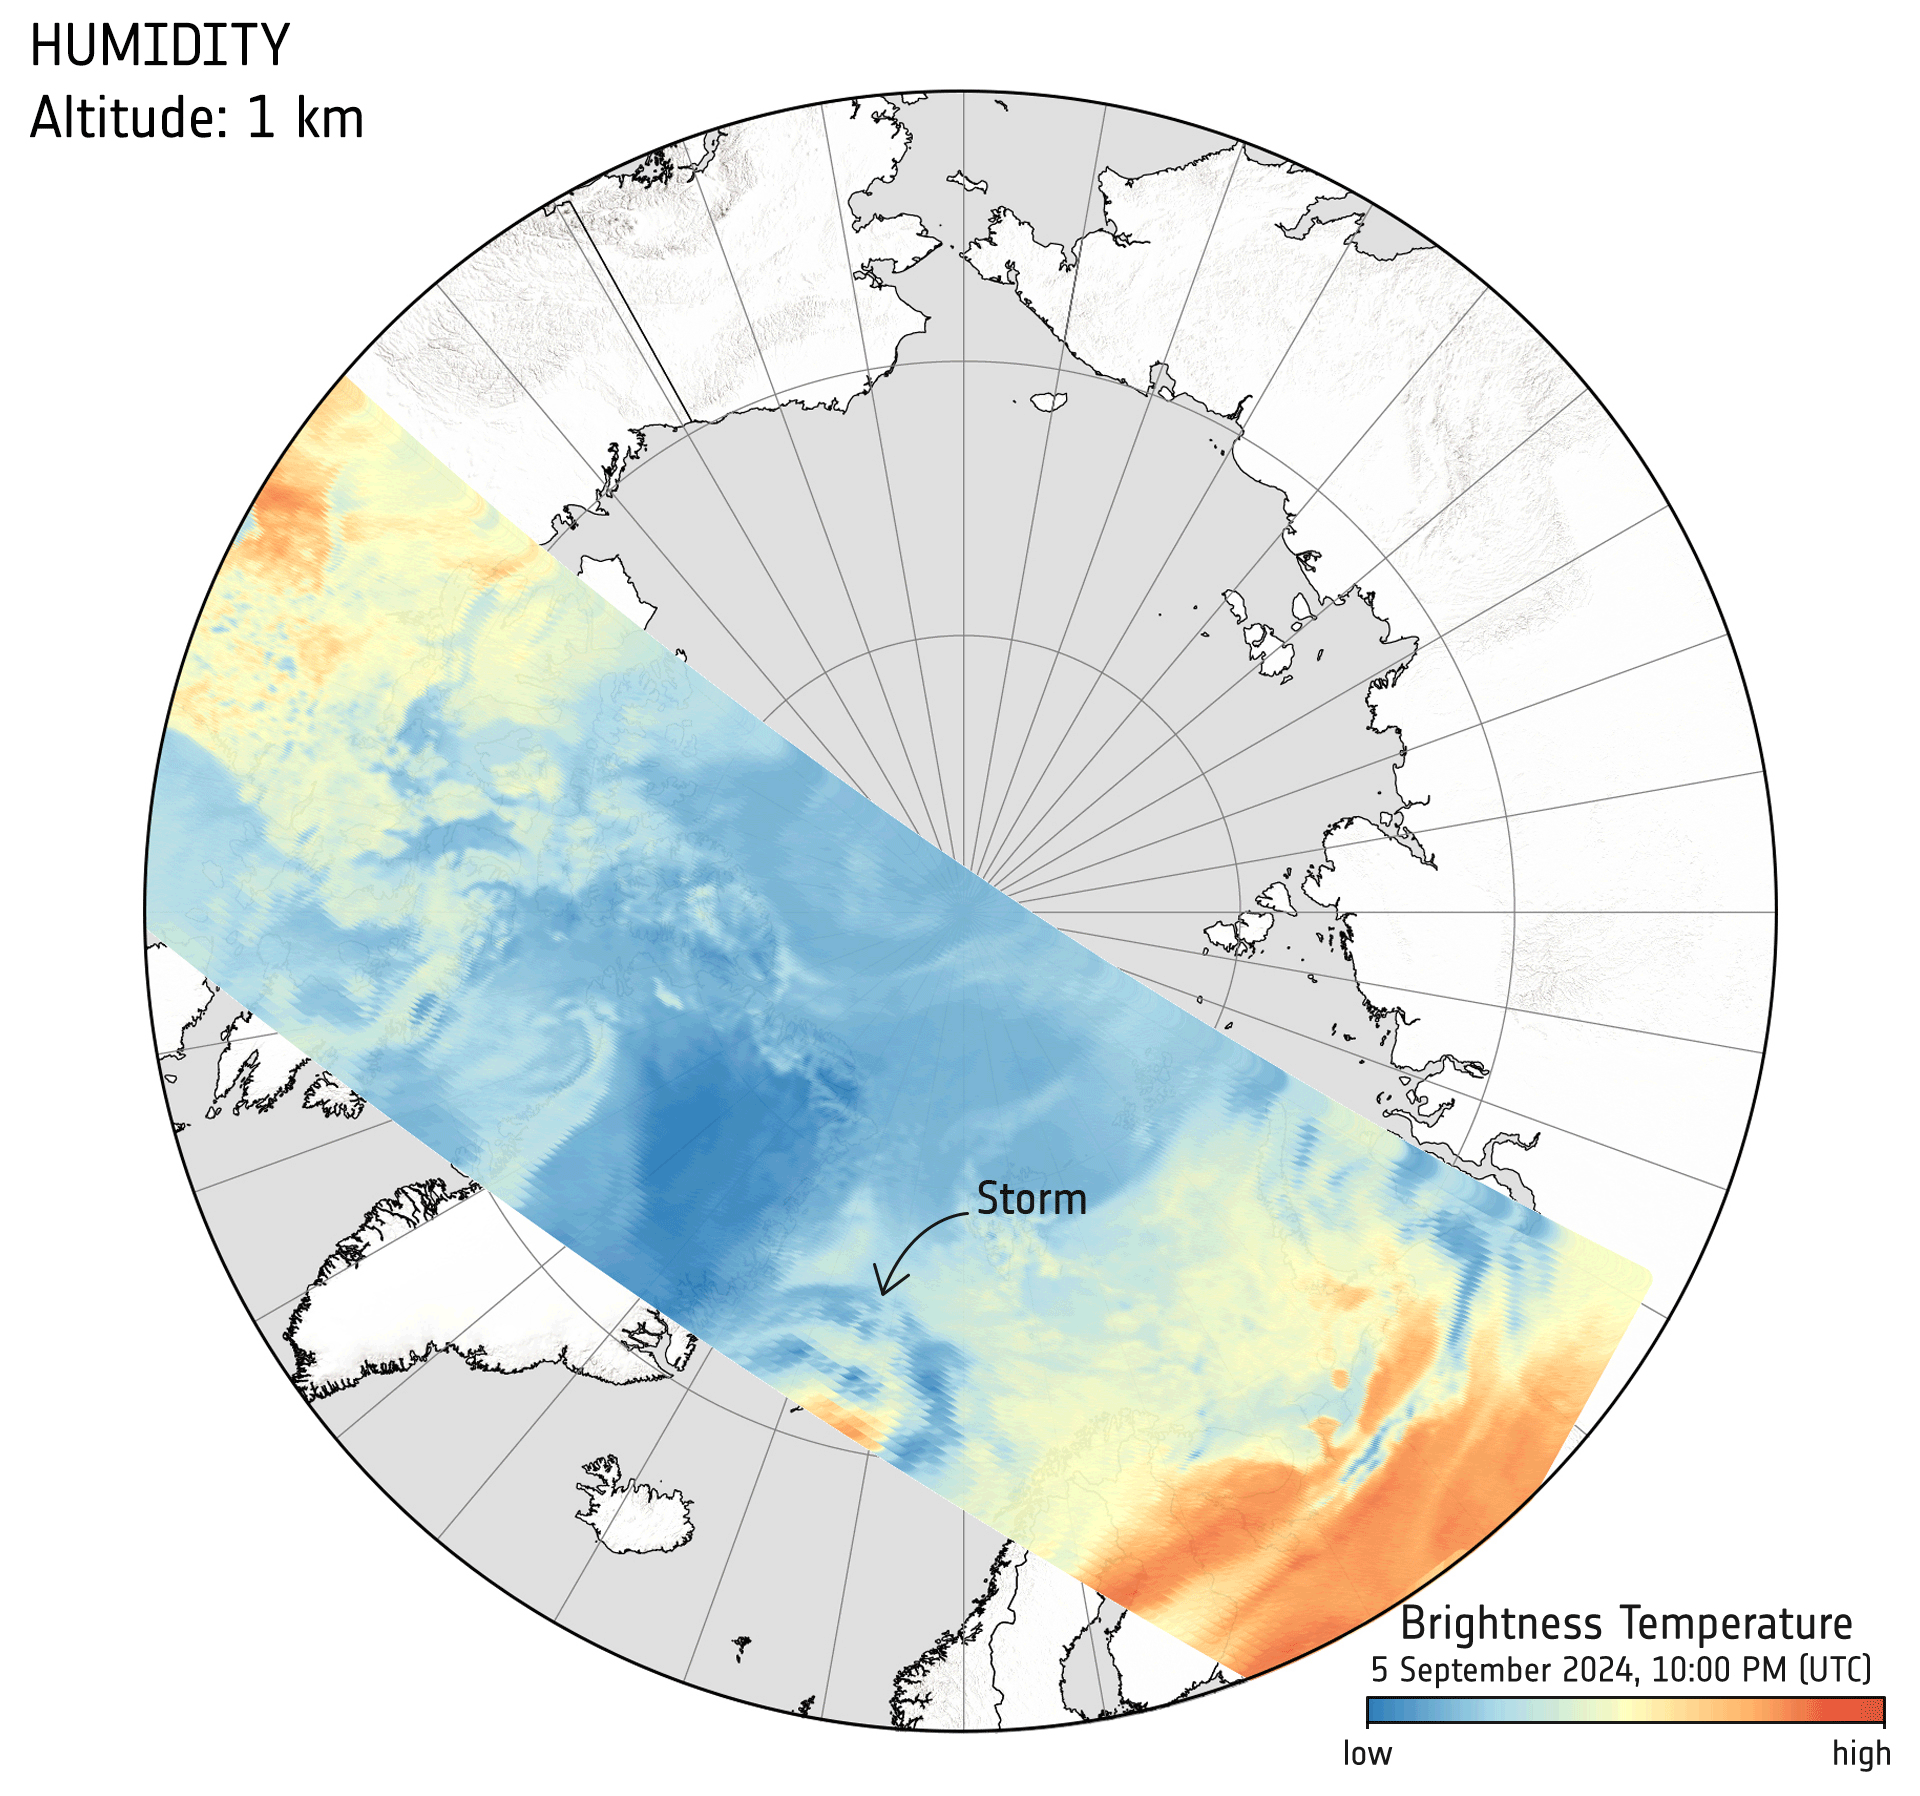 HUMIDITY
Altitude: 1 km
Storm
Brightness Temperature
5 September 2024, 10:00 PM (UTC)
low high